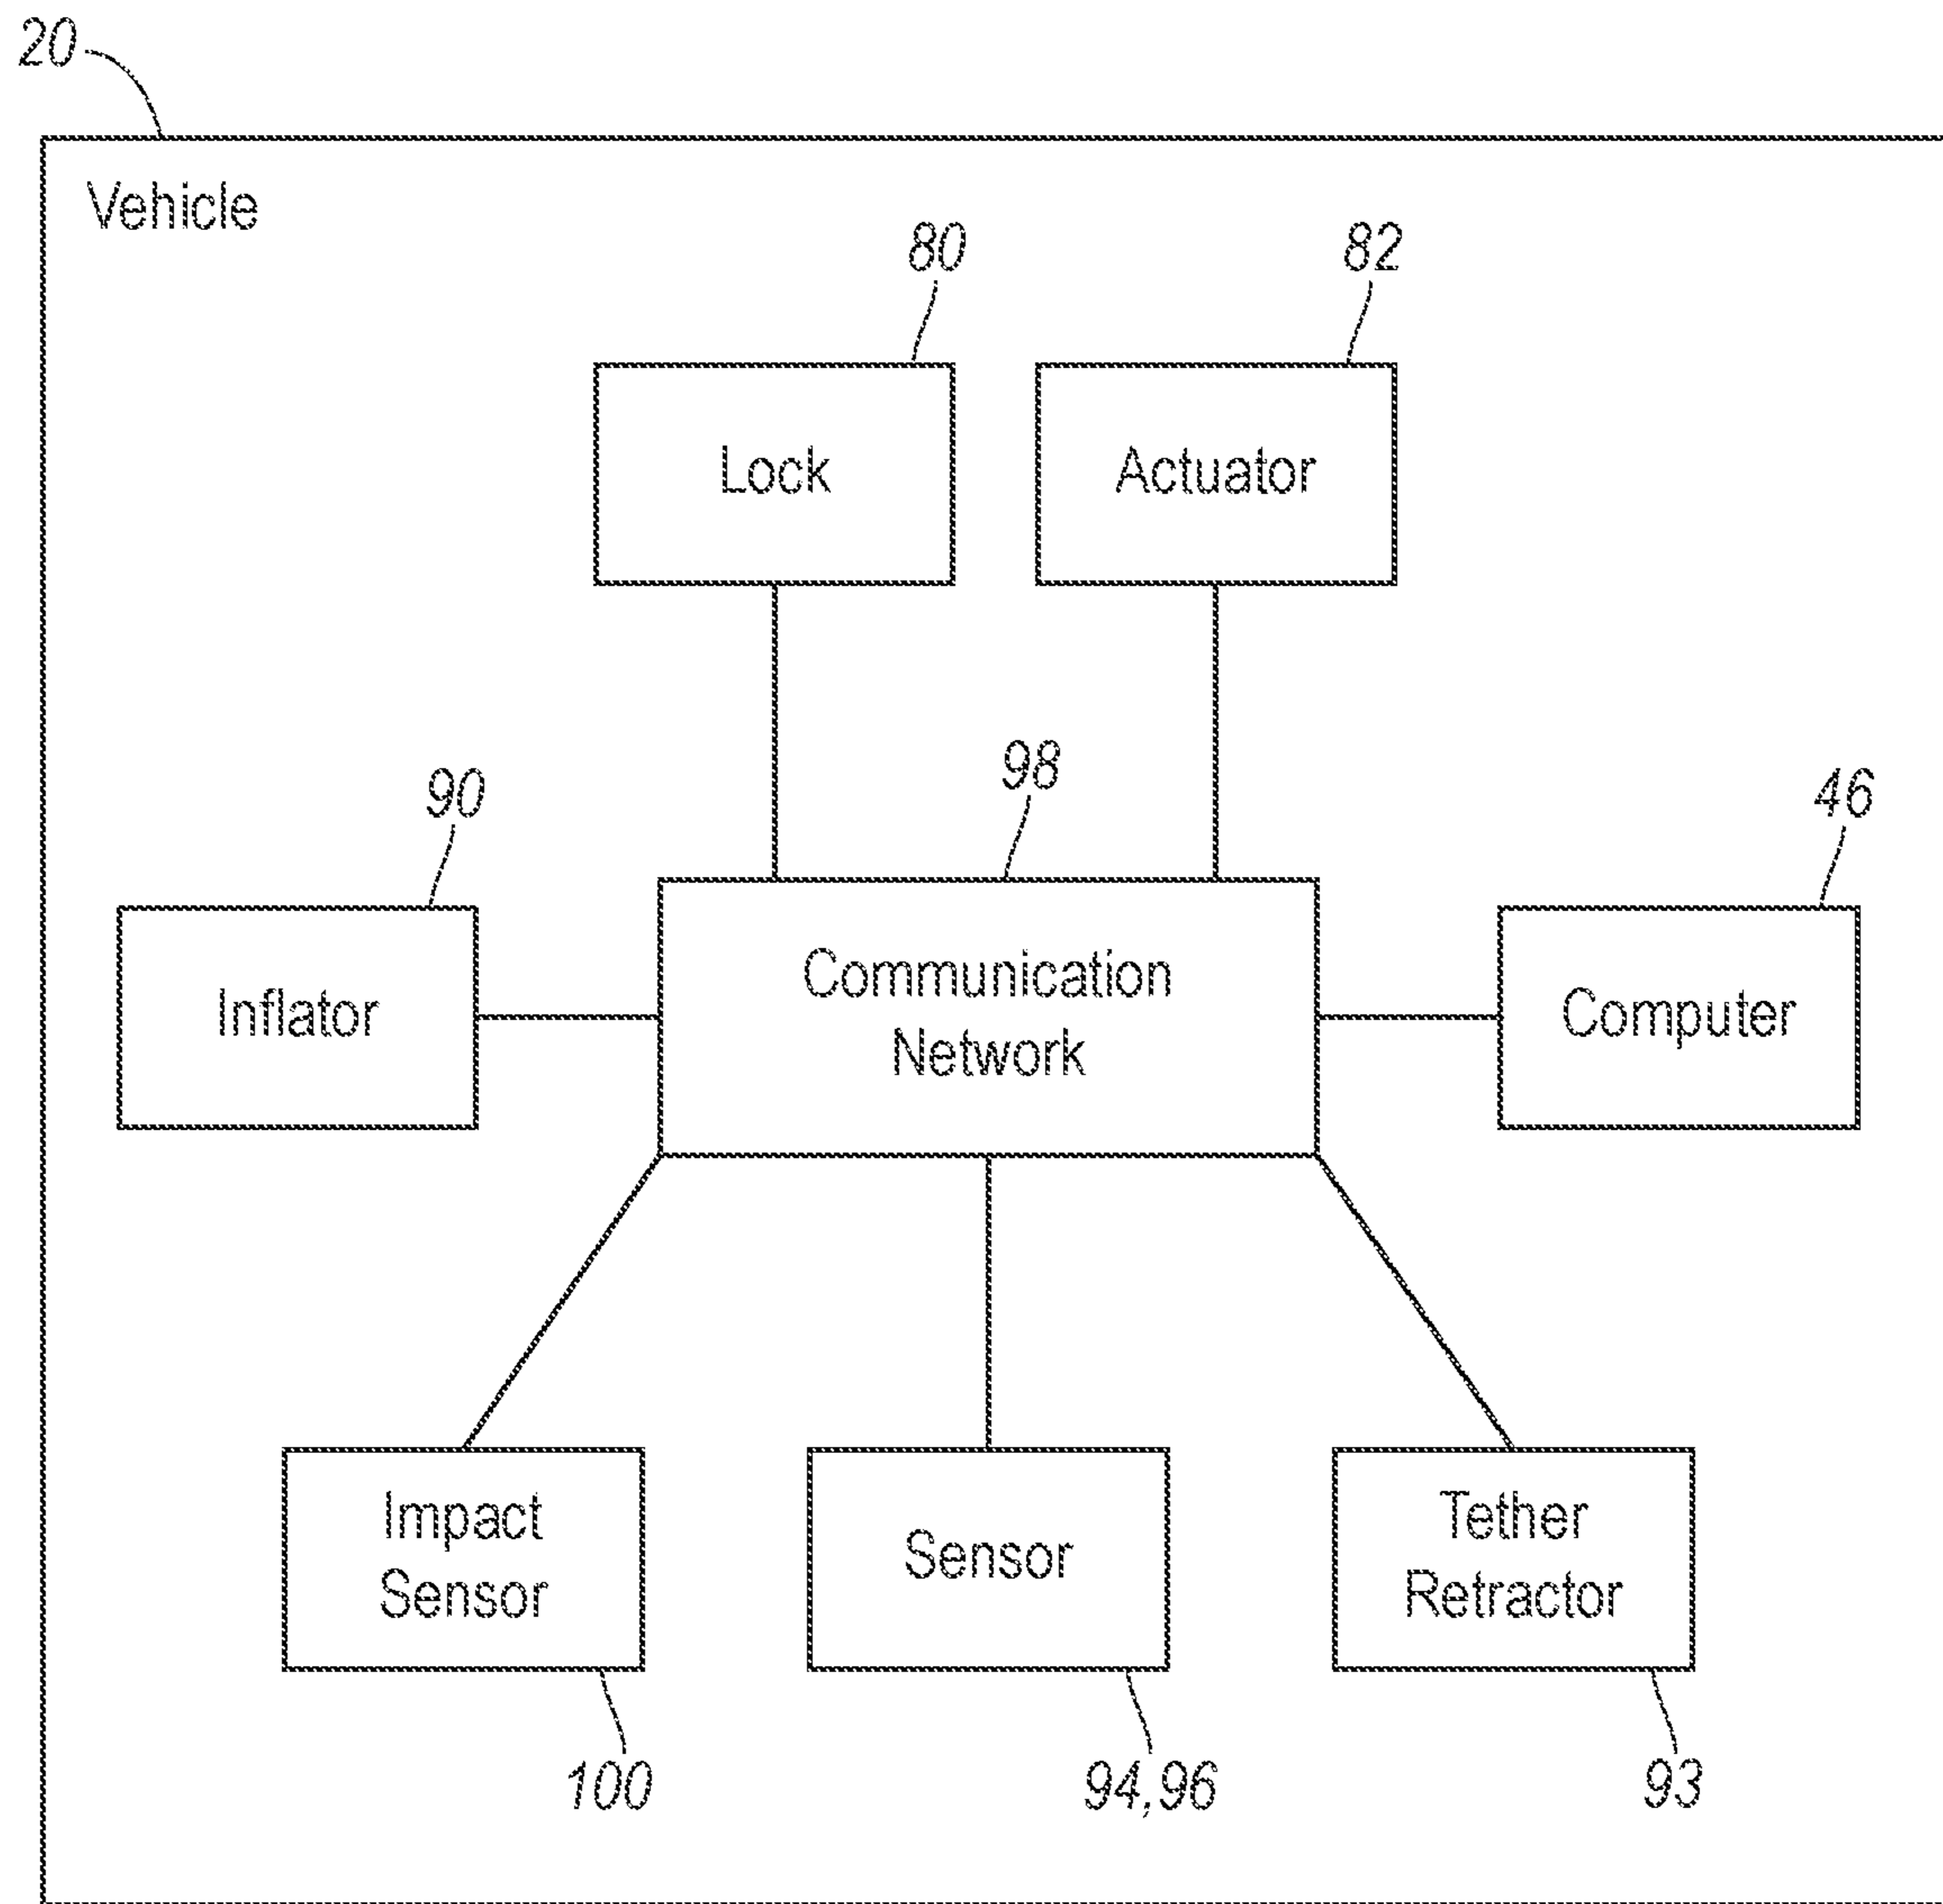 20
Vehicle
80
82
Lock
Actuator
98
90
46
Communication
Network
Inflator
Computer
Impact
Sensor
Sensor
Tether
Retractor
100
94,96
93